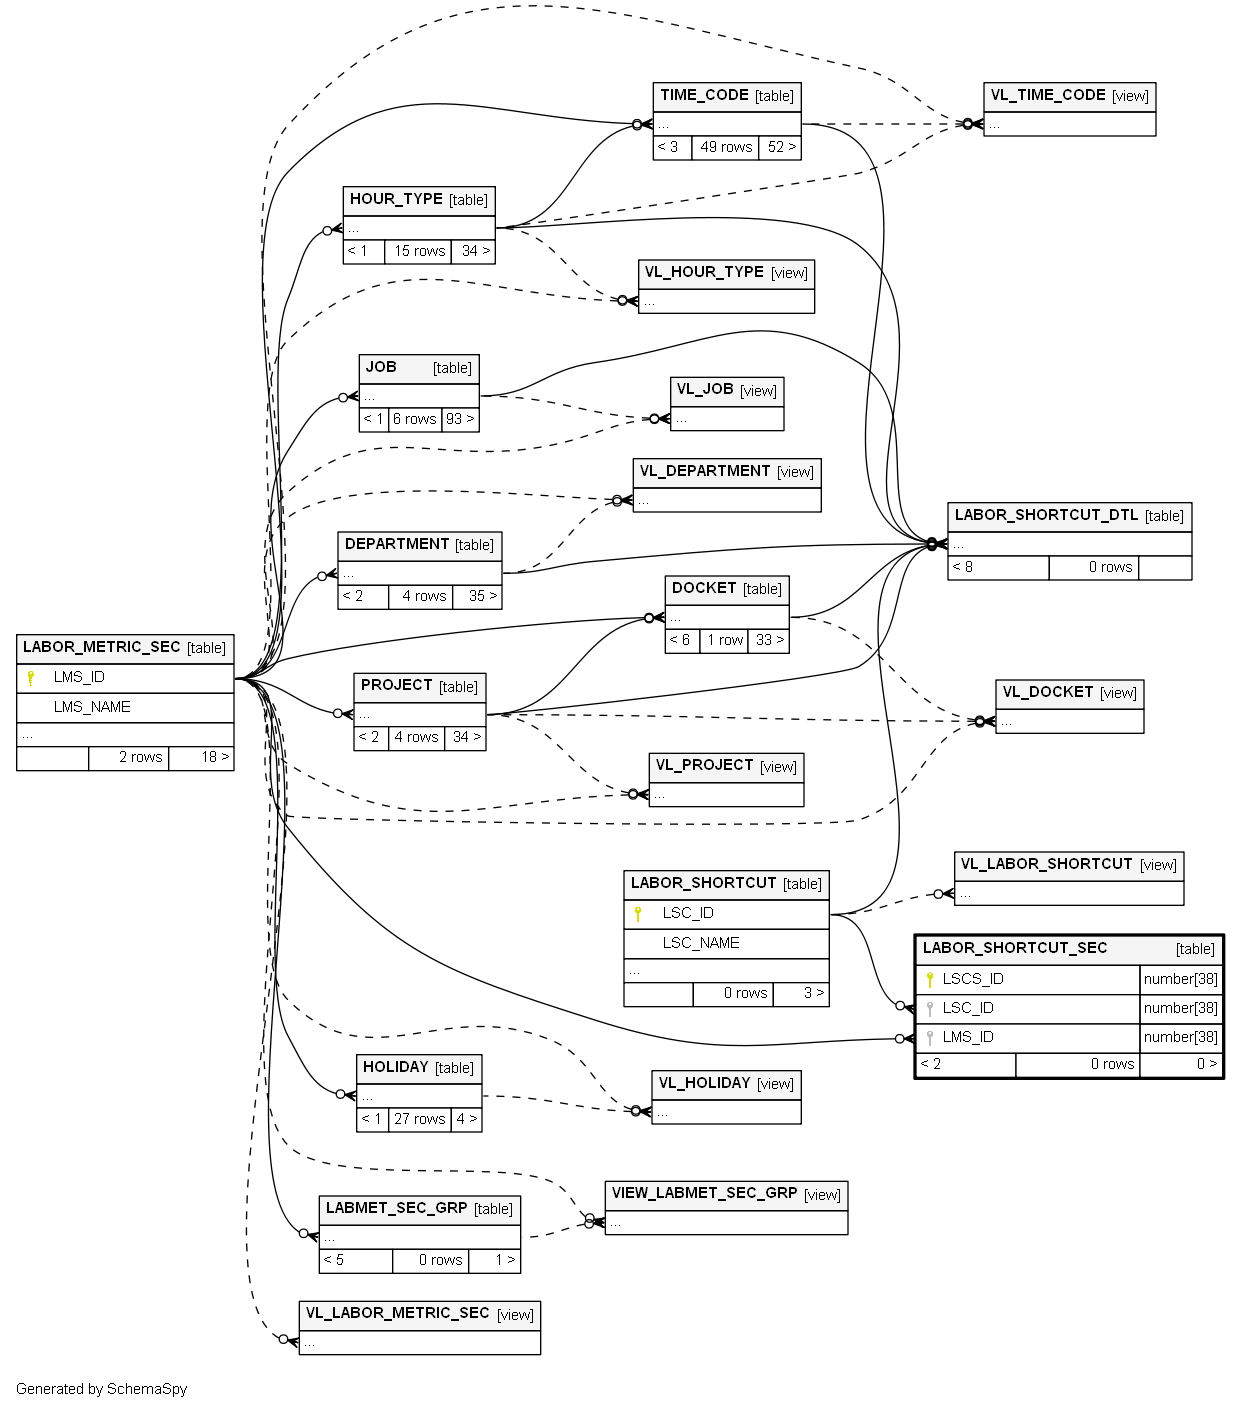 TIME_CODE [table]
...
< 3 49 rows 52 >
VL_TIME_CODE [view]
...
HOUR_TYPE [table]
...
< 1 15 rows 34 >
VL_HOUR_TYPE [view]
...
JOB [table]
...
< 1 6 rows 93 >
VL_JOB [view]
...
VL_DEPARTMENT [view]
...
LABOR_SHORTCUT_DTL [table]
...
< 8 0 rows
DEPARTMENT [table]
...
< 2 4 rows 35 >
DOCKET [table]
...
< 6 1 row 33 >
LABOR_METRIC_SEC [table]
LMS_ID
LMS_NAME
...
2 rows 18 >
PROJECT [table]
...
< 2 4 rows 34 >
VL_DOCKET [view]
...
VL_PROJECT [view]
...
LABOR_SHORTCUT [table]
LSC_ID
LSC_NAME
...
0 rows 3 >
VL_LABOR_SHORTCUT [view]
...
LABOR_SHORTCUT_SEC [table]
LSCS_ID number[38]
LSC_ID number[38]
LMS_ID number[38]
< 2 0 rows 0 >
HOLIDAY [table]
...
< 1 27 rows 4 >
VL_HOLIDAY [view]
...
LABMET_SEC_GRP [table]
...
< 5 0 rows 1 >
VIEW_LABMET_SEC_GRP [view]
...
VL_LABOR_METRIC_SEC [view]
...
Generated by SchemaSpy